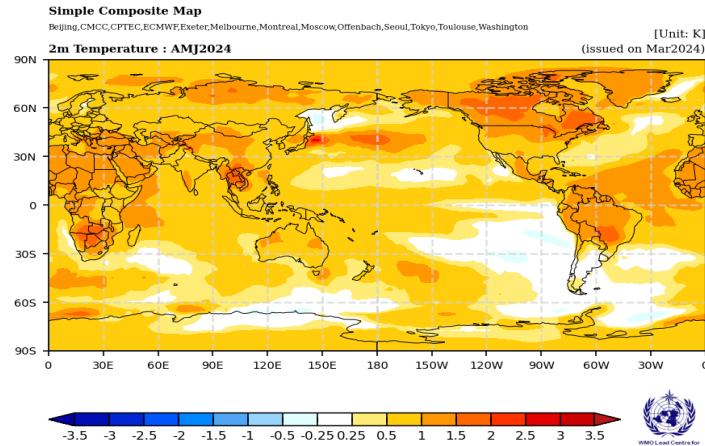 Simple Composite Map
Beijing,CMCC,CPTEC,ECMWF,Exeter,Melbourne,Montreal,Moscow,Offenbach,Seoul,Tokyo,Toulouse,Washington
[Unit: K]
2m Temperature : AMJ2024
(issued on Mar2024)
90N
60N
30N
0
30S
60S
90S
0 30E 60E 90E 120E 150E 180 150W 120W 90W 60W 30W 0
-3.5 -3 -2.5 -2 -1.5 -1 -0.5 -0.25 0.25 0.5 1 1.5 2 2.5 3 3.5
WMO Lead Centre for